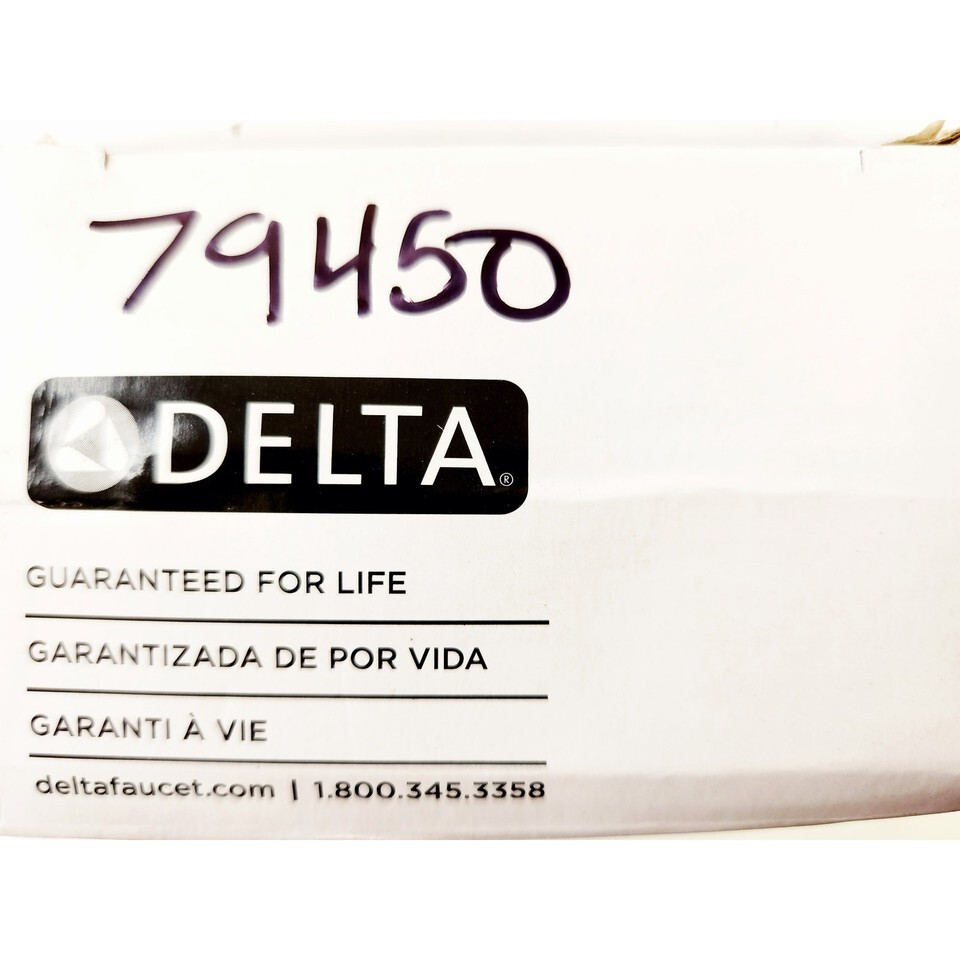 79450
DELTA®
GUARANTEED FOR LIFE
GARANTIZADA DE POR VIDA
GARANTI À VIE
deltafaucet.com | 1.800.345.3358